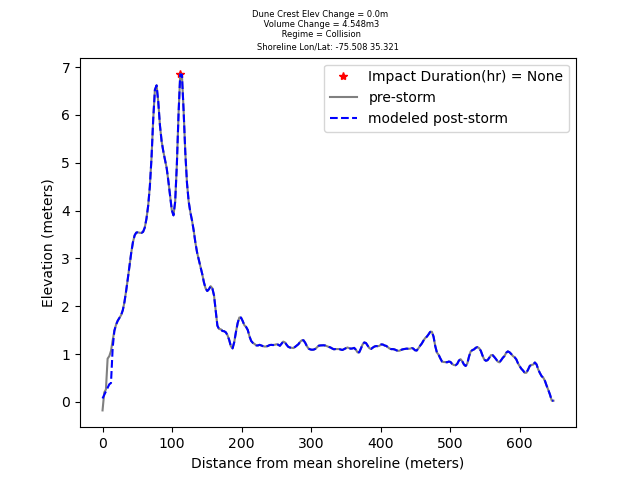 Dune Crest Elev Change = 0.0m
Volume Change = 4.548m3
Regime = Collision
Shoreline Lon/Lat: -75.508 35.321
Impact Duration(hr) = None
pre-storm
modeled post-storm
Elevation (meters)
7
6
5
4
3
2
1
0
0 100 200 300 400 500 600
Distance from mean shoreline (meters)